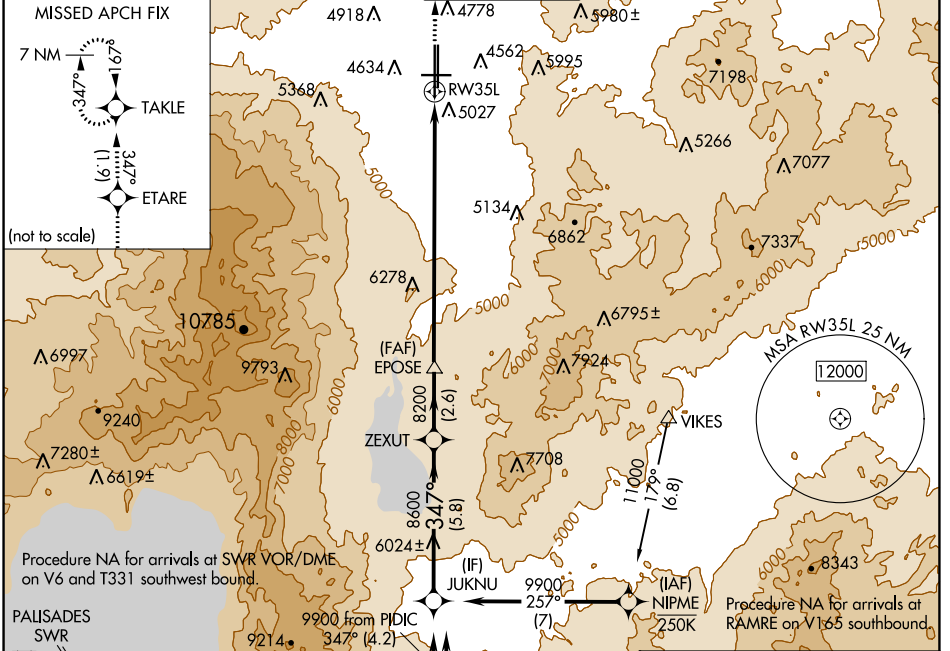 MISSED APCH FIX
7 NM
167°
347°
TAKLE
347°
(1.9)
ETARE
(not to scale)
4918
4778
5980±
4634
4562
5995
5368
RW35L
5027
7198
5266
7077
5000
5134
6862
7337
5000
6000
6278
5000
10785
6795±
7000
MSA RW35L 25 NM
12000
6997
(FAF)
EPOSE
7924
9793
6000
8200
(2.6)
9240
ZEXUT
VIKES
8000
7280±
6619±
7000
7708
11000
179°
(6.8)
8600
347°
(5.8)
5000
6024±
Procedure NA for arrivals at SWR VOR/DME
on V6 and T331 southwest bound.
(IF)
JUKNU
9900
257°
(7)
(IAF)
NIPME
250K
6000
8343
Procedure NA for arrivals at
RAMRE on V165 southbound.
PALISADES
SWR
9214
9900 from PIDIC
347° (4.2)